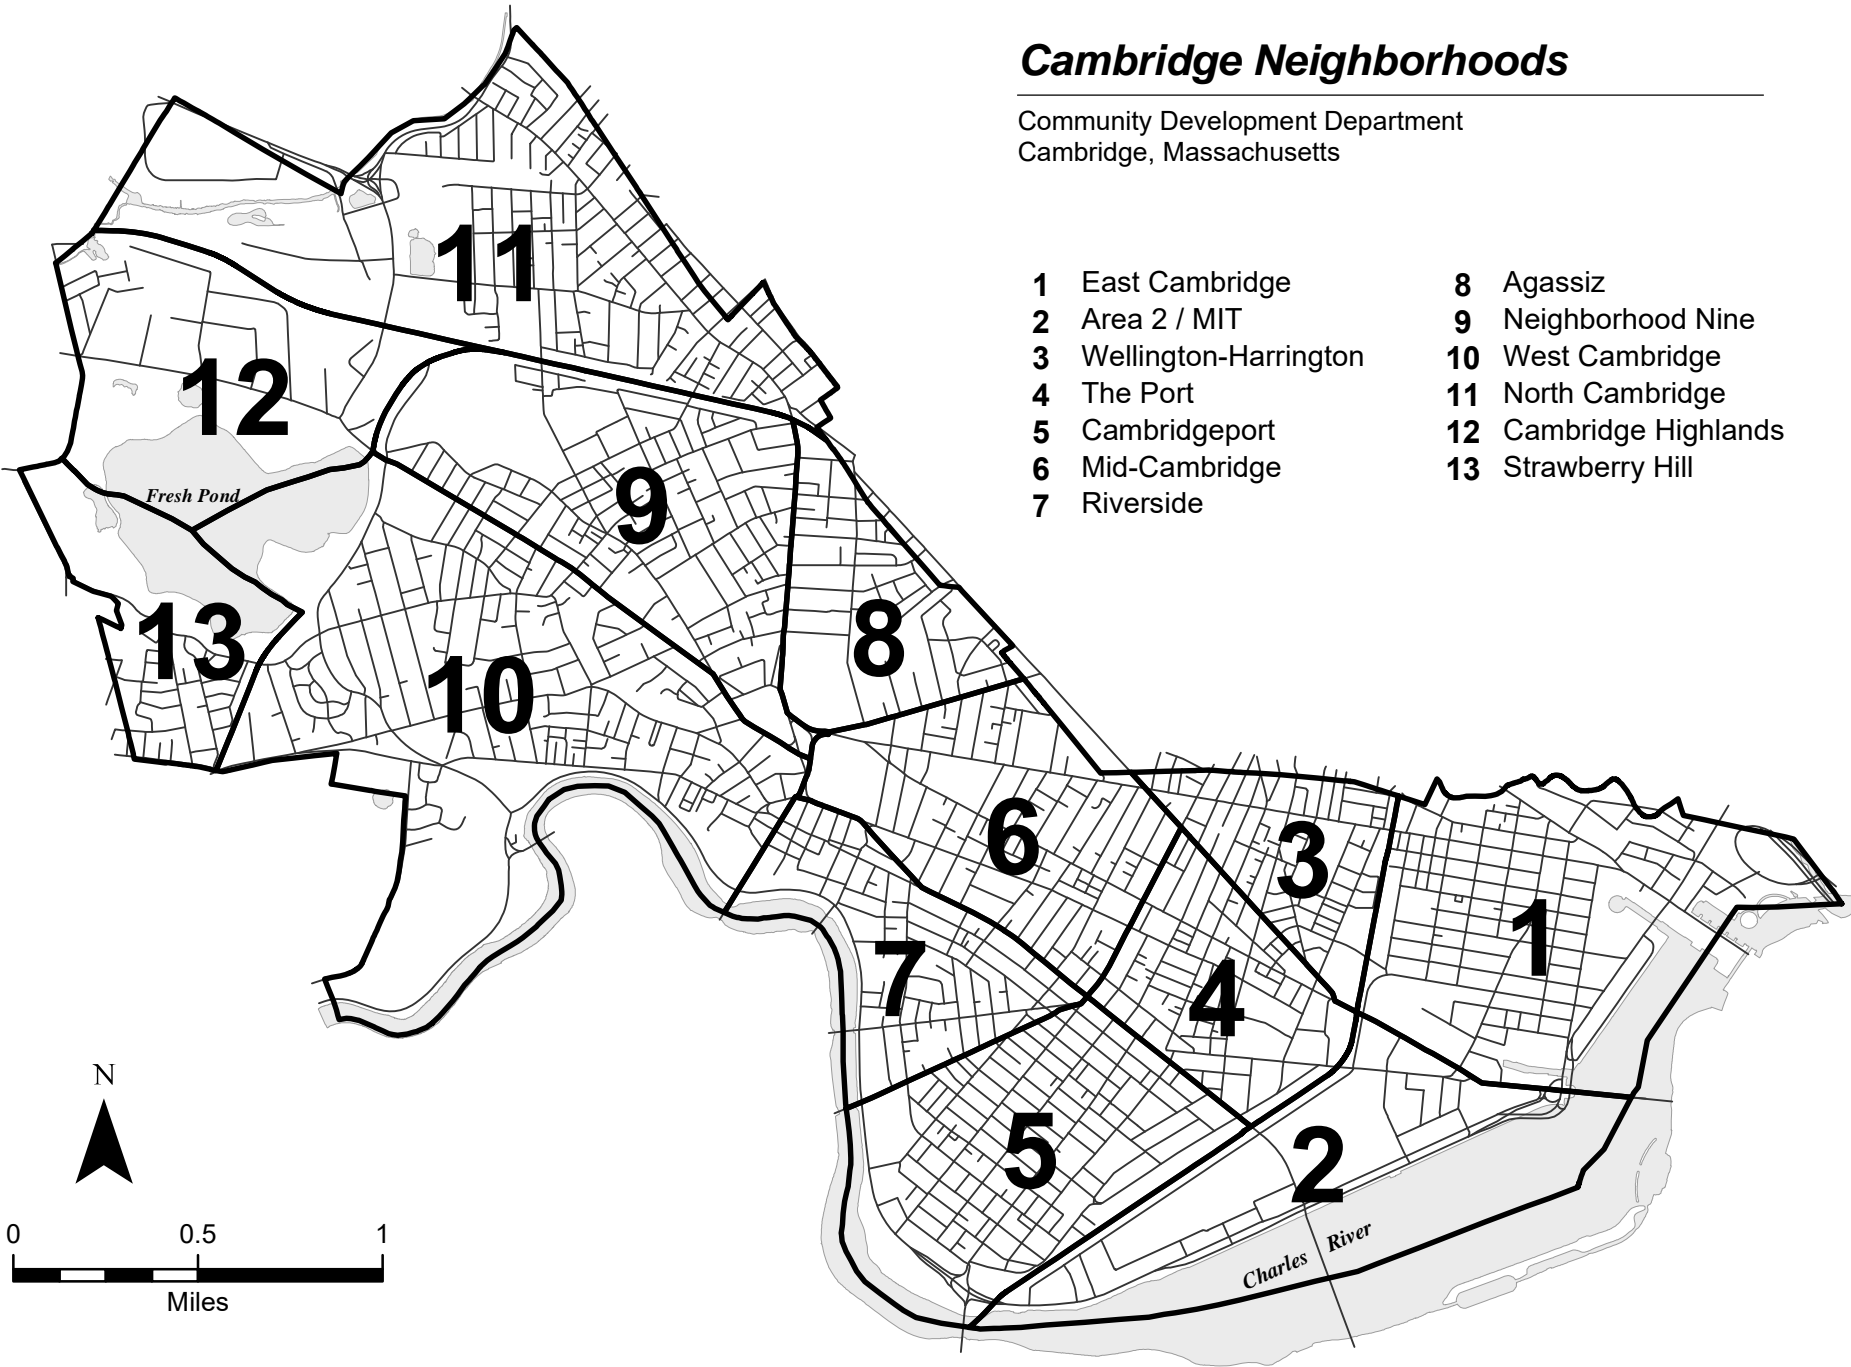 Cambridge Neighborhoods
Community Development Department
Cambridge, Massachusetts
1 East Cambridge
2 Area 2 / MIT
3 Wellington-Harrington
4 The Port
5 Cambridgeport
6 Mid-Cambridge
7 Riverside
8 Agassiz
9 Neighborhood Nine
10 West Cambridge
11 North Cambridge
12 Cambridge Highlands
13 Strawberry Hill
11
12
Fresh Pond
9
13
8
10
6
3
1
7
4
5
2
Charles River
N
0 0.5 1
Miles